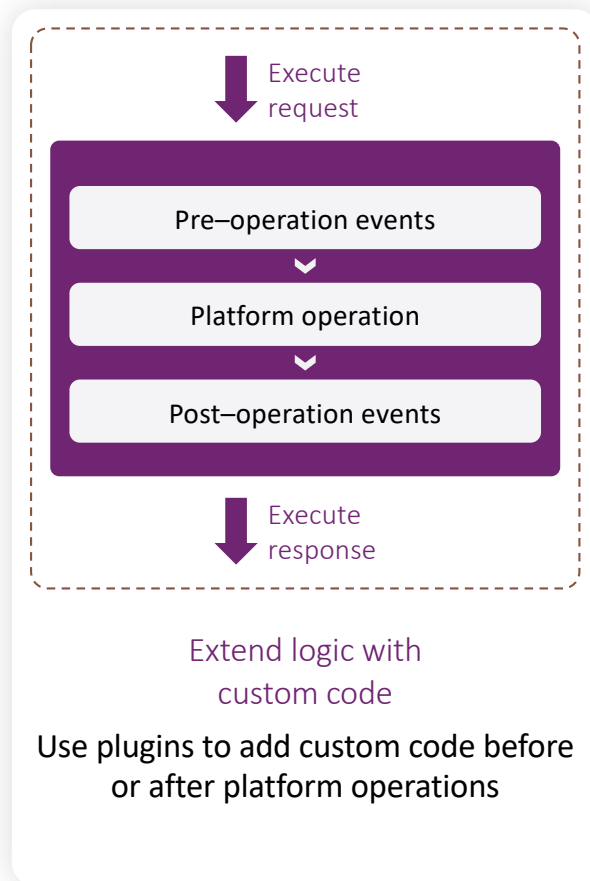 Execute
request
Pre–operation events
Platform operation
Post–operation events
Execute
response
Extend logic with
custom code
Use plugins to add custom code before
or after platform operations